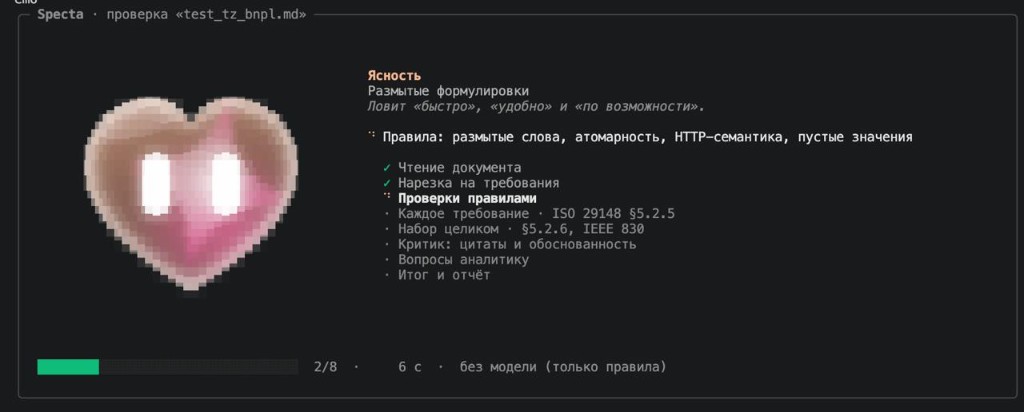 Specta · проверка «test_tz_bnpl.md»
Ясность
Размытые формулировки
Ловит «быстро», «удобно» и «по возможности».
Правила: размытые слова, атомарность, HTTP-семантика, пустые значения
✓ Чтение документа
✓ Нарезка на требования
Проверки правилами
· Каждое требование · ISO 29148 §5.2.5
· Набор целиком · §5.2.6, IEEE 830
· Критик: цитаты и обоснованность
· Вопросы аналитику
· Итог и отчёт
2/8 · 6 с · без модели (только правила)